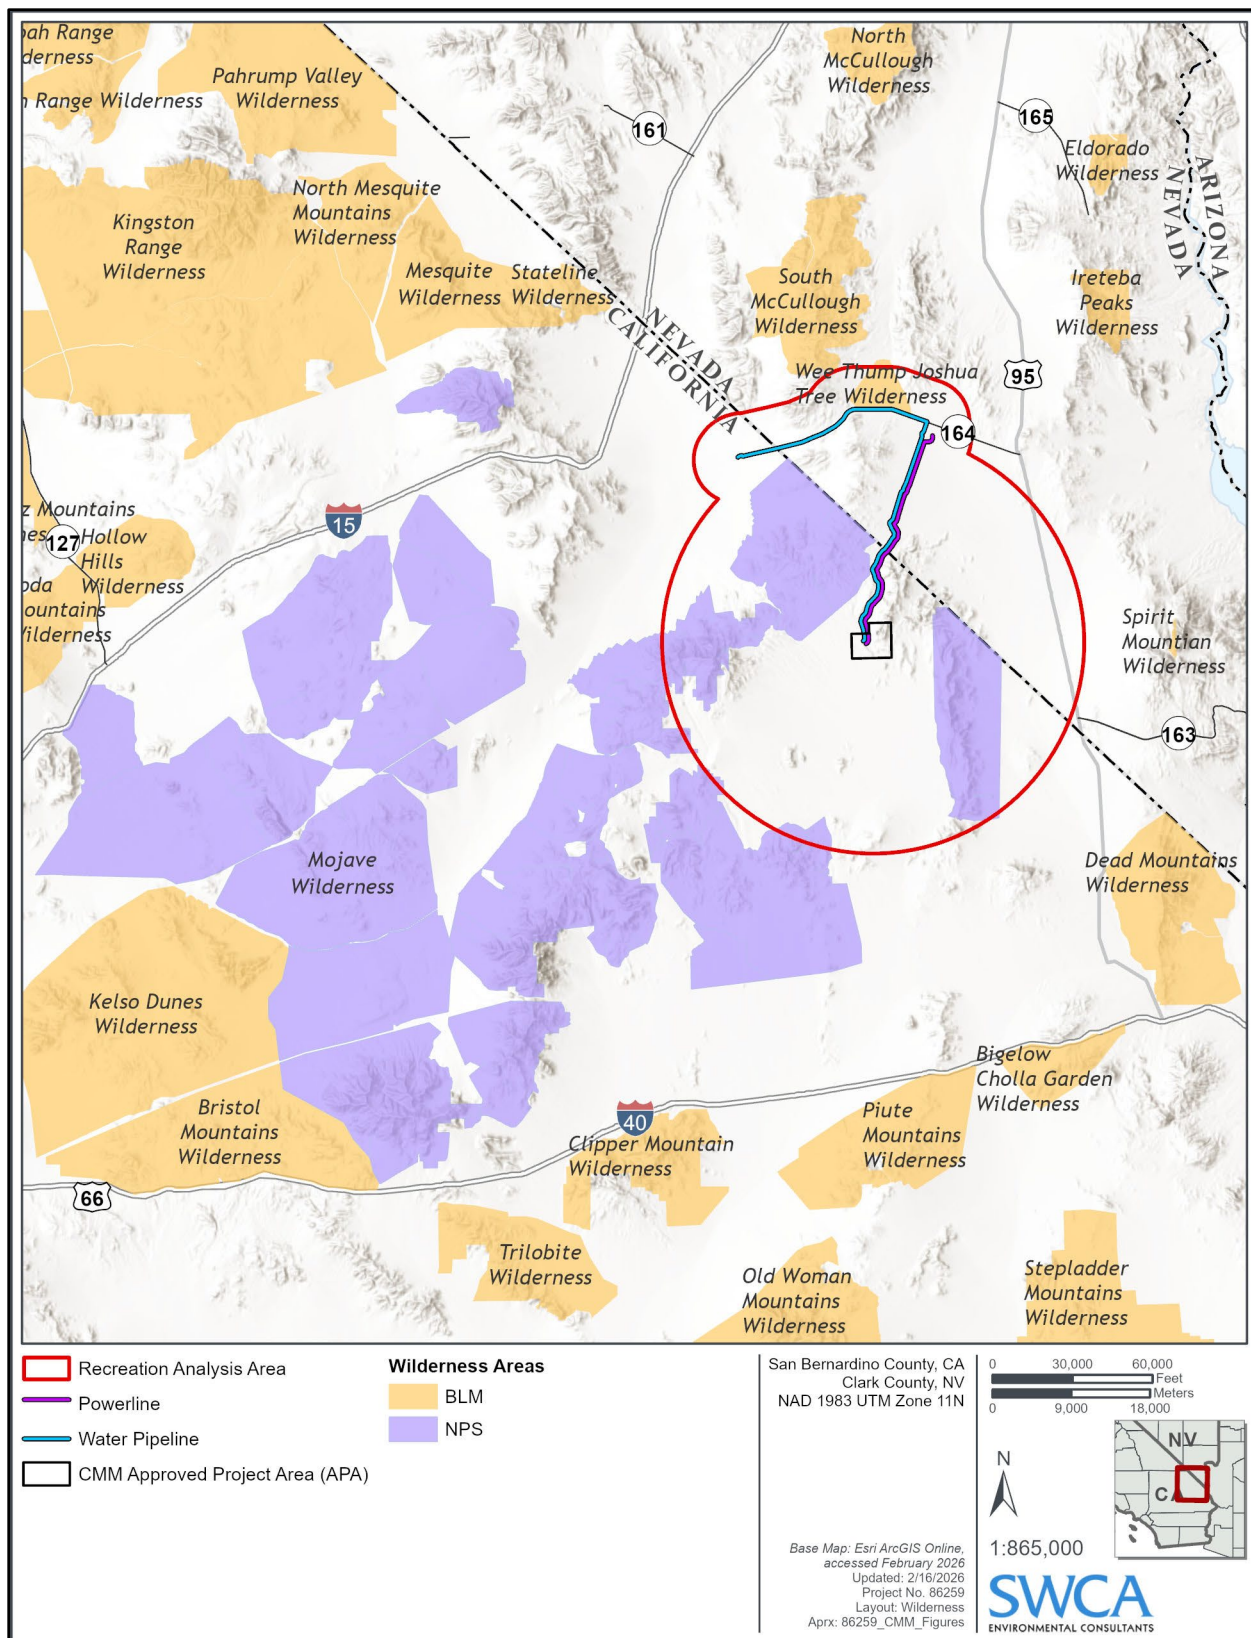 ah Range
derness
Pahrump Valley
Wilderness
n Range Wilderness
North
McCullough
Wilderness
161
165
Eldorado
Wilderness
ARIZONA
NEVADA
North Mesquite
Mountains
Wilderness
Kingston
Range
Wilderness
Mesquite
Wilderness
Stateline
Wilderness
South
McCullough
Wilderness
Ireteba
Peaks
Wilderness
NEVADA
CALIFORNIA
Wee Thump Joshua
Tree Wilderness
95
164
z Mountains
nes
127
Hollow
Hills
Wilderness
15
oda
ountains
Wilderness
Spirit
Mountian
Wilderness
163
Mojave
Wilderness
Dead Mountains
Wilderness
Kelso Dunes
Wilderness
Bigelow
Cholla Garden
Wilderness
Bristol
Mountains
Wilderness
40
Clipper Mountain
Wilderness
Piute
Mountains
Wilderness
66
Trilobite
Wilderness
Old Woman
Mountains
Wilderness
Stepladder
Mountains
Wilderness
Recreation Analysis Area
Powerline
Water Pipeline
CMM Approved Project Area (APA)
Wilderness Areas
BLM
NPS
San Bernardino County, CA
Clark County, NV
NAD 1983 UTM Zone 11N
Base Map: Esri ArcGIS Online,
accessed February 2026
Updated: 2/16/2026
Project No. 86259
Layout: Wilderness
Aprx: 86259_CMM_Figures
0 30,000 60,000
Feet
Meters
0 9,000 18,000
N
1:865,000
NV
CA
SWCA
ENVIRONMENTAL CONSULTANTS